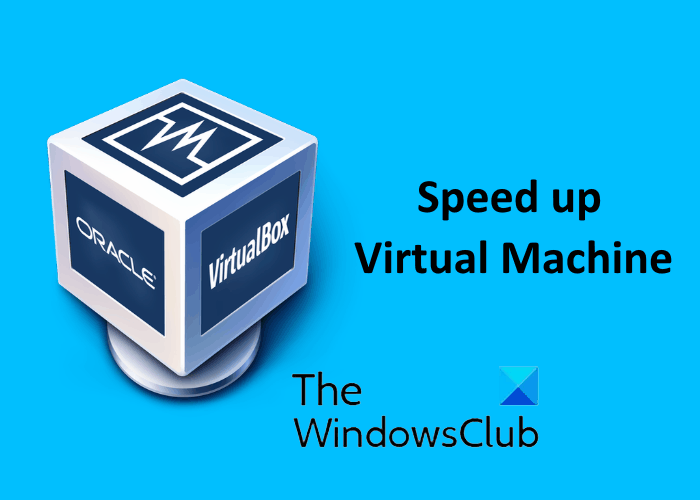 ORACLE
VirtualBox
Speed up
Virtual Machine
The
WindowsClub